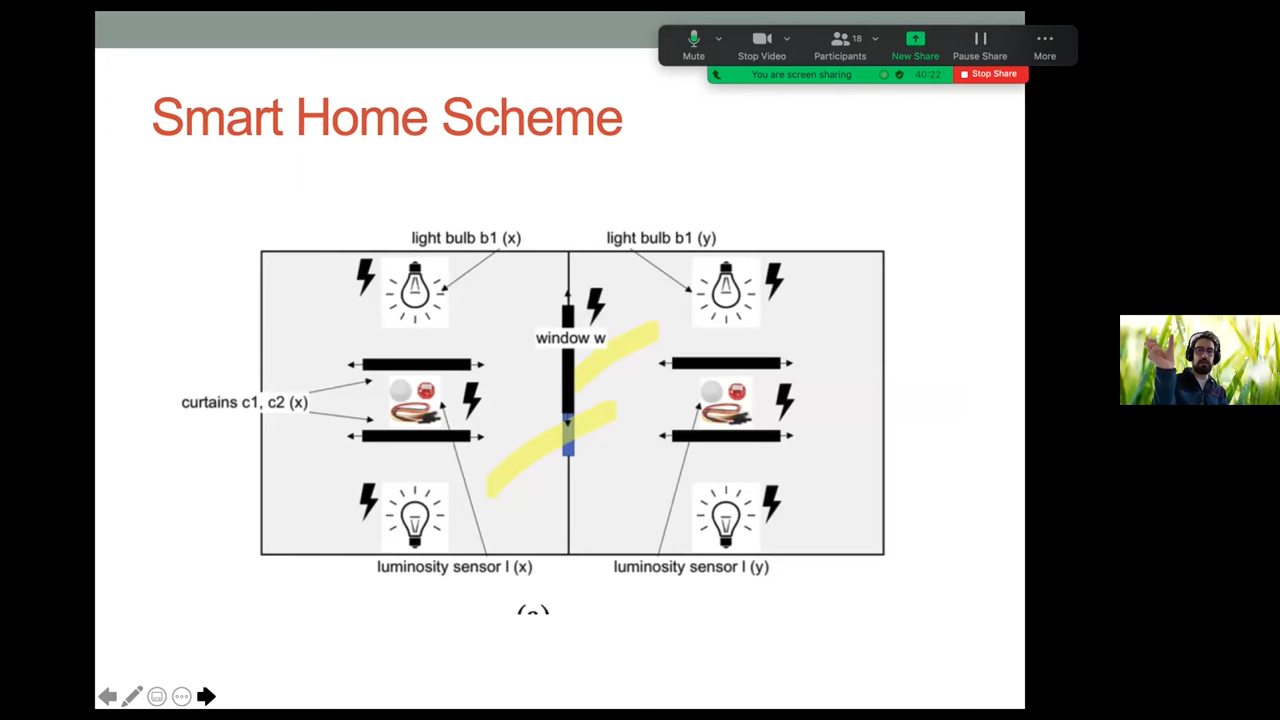 18
Mute
Stop Video
Participants
New Share
Pause Share
More
You are screen sharing
40:22
Stop Share
Smart Home Scheme
light bulb b1 (x)
light bulb b1 (y)
window w
curtains c1, c2 (x)
luminosity sensor l (x)
luminosity sensor l (y)